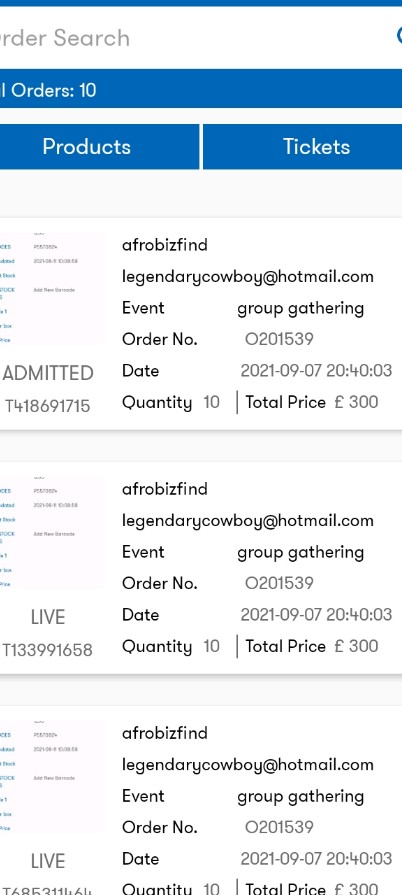 rder Search
l Orders: 10
Products Tickets
afrobizfind
legendarycowboy@hotmail.com
Event group gathering
Order No. O201539
ADMITTED
Date 2021-09-07 20:40:03
T418691715
Quantity 10 Total Price £ 300
afrobizfind
legendarycowboy@hotmail.com
Event group gathering
Order No. O201539
LIVE
Date 2021-09-07 20:40:03
T133991658
Quantity 10 Total Price £ 300
afrobizfind
legendarycowboy@hotmail.com
Event group gathering
Order No. O201539
LIVE
Date 2021-09-07 20:40:03
Quantity 10 Total Price £ 300